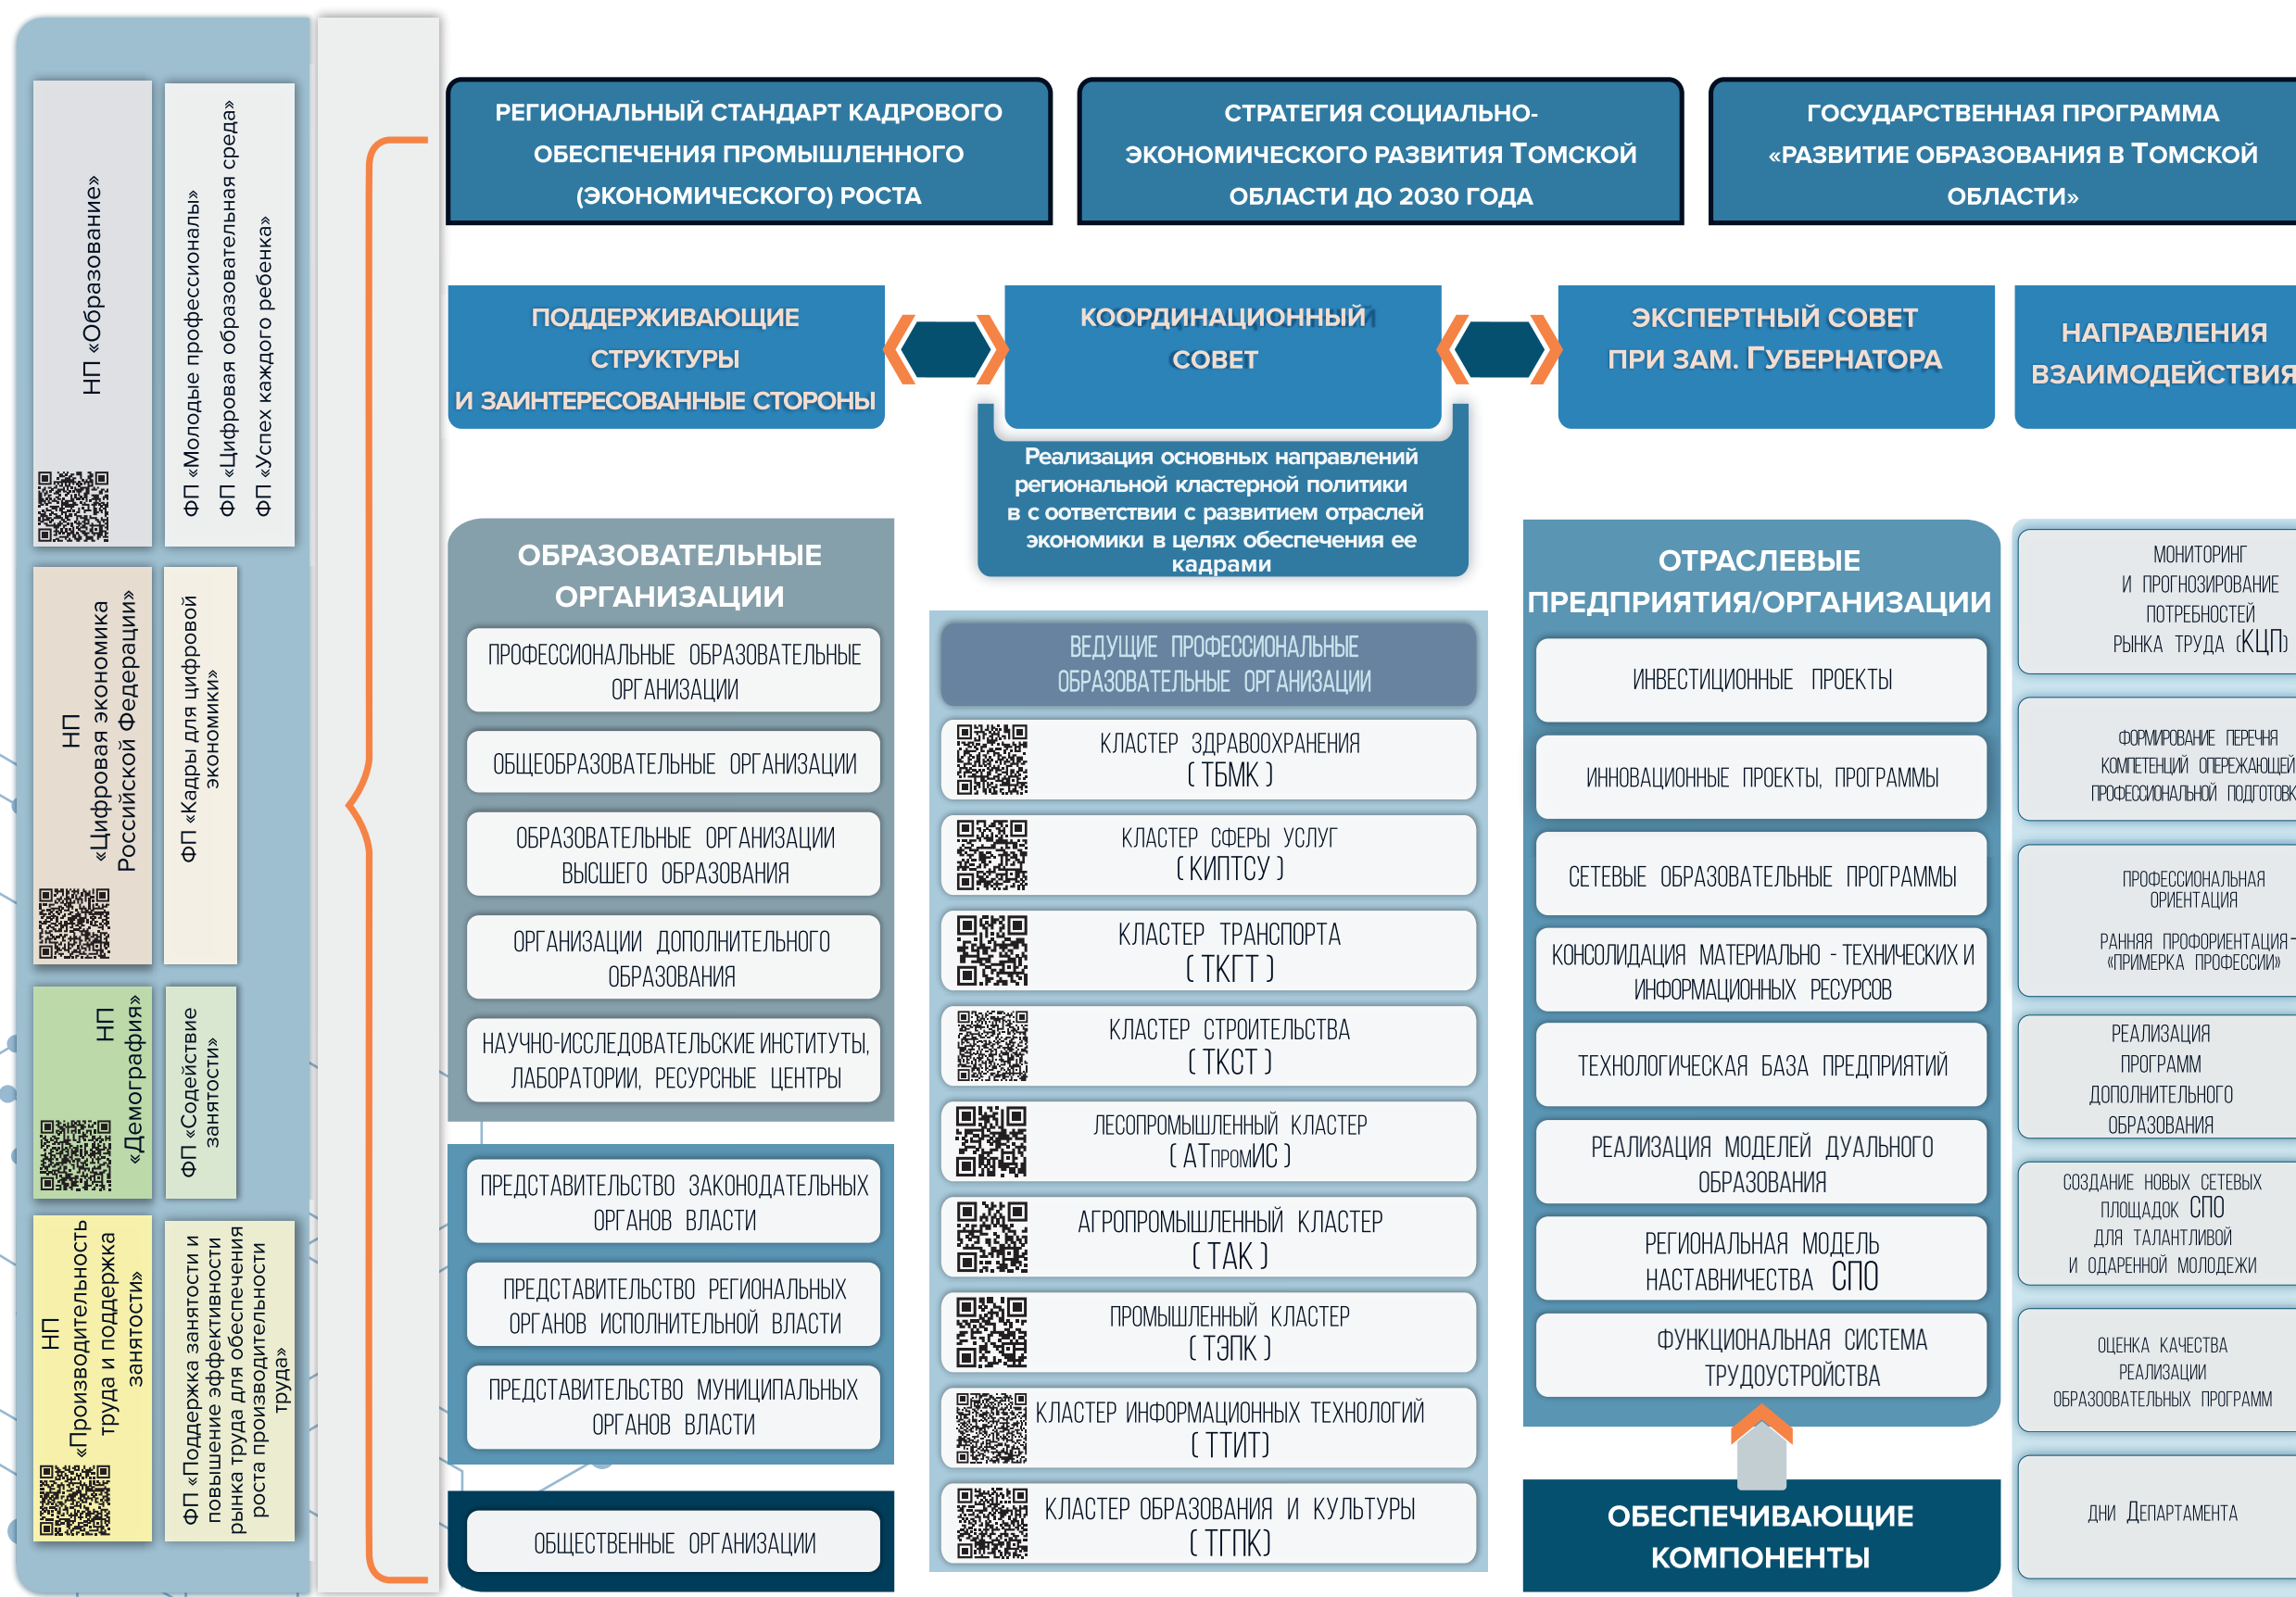 НП «Образование»
ФП «Молодые профессионалы»
ФП «Цифровая образовательная среда»
ФП «Успех каждого ребенка»
НП
«Цифровая экономика
Российской Федерации»
ФП «Кадры для цифровой
экономики»
НП
«Демография»
ФП «Содействие
занятости»
НП
«Производительность
труда и поддержка
занятости»
ФП «Поддержка занятости и
повышение эффективности
рынка труда для обеспечения
роста производительности
труда»
РЕГИОНАЛЬНЫЙ СТАНДАРТ КАДРОВОГО
ОБЕСПЕЧЕНИЯ ПРОМЫШЛЕННОГО
(ЭКОНОМИЧЕСКОГО) РОСТА
СТРАТЕГИЯ СОЦИАЛЬНО-
ЭКОНОМИЧЕСКОГО РАЗВИТИЯ ТОМСКОЙ
ОБЛАСТИ ДО 2030 ГОДА
ГОСУДАРСТВЕННАЯ ПРОГРАММА
«РАЗВИТИЕ ОБРАЗОВАНИЯ В ТОМСКОЙ
ОБЛАСТИ»
ПОДДЕРЖИВАЮЩИЕ
СТРУКТУРЫ
И ЗАИНТЕРЕСОВАННЫЕ СТОРОНЫ
КООРДИНАЦИОННЫЙ
СОВЕТ
ЭКСПЕРТНЫЙ СОВЕТ
ПРИ ЗАМ. ГУБЕРНАТОРА
НАПРАВЛЕНИЯ
ВЗАИМОДЕЙСТВИЯ
Реализация основных направлений
региональной кластерной политики
в с оответствии с развитием отраслей
экономики в целях обеспечения ее
кадрами
ОБРАЗОВАТЕЛЬНЫЕ
ОРГАНИЗАЦИИ
ПРОФЕССИОНАЛЬНЫЕ ОБРАЗОВАТЕЛЬНЫЕ
ОРГАНИЗАЦИИ
ОБЩЕОБРАЗОВАТЕЛЬНЫЕ ОРГАНИЗАЦИИ
ОБРАЗОВАТЕЛЬНЫЕ ОРГАНИЗАЦИИ
ВЫСШЕГО ОБРАЗОВАНИЯ
ОРГАНИЗАЦИИ ДОПОЛНИТЕЛЬНОГО
ОБРАЗОВАНИЯ
НАУЧНО-ИССЛЕДОВАТЕЛЬСКИЕ ИНСТИТУТЫ,
ЛАБОРАТОРИИ, РЕСУРСНЫЕ ЦЕНТРЫ
ПРЕДСТАВИТЕЛЬСТВО ЗАКОНОДАТЕЛЬНЫХ
ОРГАНОВ ВЛАСТИ
ПРЕДСТАВИТЕЛЬСТВО РЕГИОНАЛЬНЫХ
ОРГАНОВ ИСПОЛНИТЕЛЬНОЙ ВЛАСТИ
ПРЕДСТАВИТЕЛЬСТВО МУНИЦИПАЛЬНЫХ
ОРГАНОВ ВЛАСТИ
ОБЩЕСТВЕННЫЕ ОРГАНИЗАЦИИ
ВЕДУЩИЕ ПРОФЕССИОНАЛЬНЫЕ
ОБРАЗОВАТЕЛЬНЫЕ ОРГАНИЗАЦИИ
КЛАСТЕР ЗДРАВООХРАНЕНИЯ
( ТБМК )
КЛАСТЕР СФЕРЫ УСЛУГ
( КИПТСУ )
КЛАСТЕР ТРАНСПОРТА
( ТКГТ )
КЛАСТЕР СТРОИТЕЛЬСТВА
( ТКСТ )
ЛЕСОПРОМЫШЛЕННЫЙ КЛАСТЕР
( АТпромИС )
АГРОПРОМЫШЛЕННЫЙ КЛАСТЕР
( ТАК )
ПРОМЫШЛЕННЫЙ КЛАСТЕР
( ТЭПК )
КЛАСТЕР ИНФОРМАЦИОННЫХ ТЕХНОЛОГИЙ
( ТТИТ)
КЛАСТЕР ОБРАЗОВАНИЯ И КУЛЬТУРЫ
( ТГПК)
ОТРАСЛЕВЫЕ
ПРЕДПРИЯТИЯ/ОРГАНИЗАЦИИ
ИНВЕСТИЦИОННЫЕ ПРОЕКТЫ
ИННОВАЦИОННЫЕ ПРОЕКТЫ, ПРОГРАММЫ
СЕТЕВЫЕ ОБРАЗОВАТЕЛЬНЫЕ ПРОГРАММЫ
КОНСОЛИДАЦИЯ МАТЕРИАЛЬНО - ТЕХНИЧЕСКИХ И
ИНФОРМАЦИОННЫХ РЕСУРСОВ
ТЕХНОЛОГИЧЕСКАЯ БАЗА ПРЕДПРИЯТИЙ
РЕАЛИЗАЦИЯ МОДЕЛЕЙ ДУАЛЬНОГО
ОБРАЗОВАНИЯ
РЕГИОНАЛЬНАЯ МОДЕЛЬ
НАСТАВНИЧЕСТВА СПО
ФУНКЦИОНАЛЬНАЯ СИСТЕМА
ТРУДОУСТРОЙСТВА
ОБЕСПЕЧИВАЮЩИЕ
КОМПОНЕНТЫ
МОНИТОРИНГ
И ПРОГНОЗИРОВАНИЕ
ПОТРЕБНОСТЕЙ
РЫНКА ТРУДА (КЦП)
ФОРМИРОВАНИЕ ПЕРЕЧНЯ
КОМПЕТЕНЦИЙ ОПЕРЕЖАЮЩЕЙ
ПРОФЕССИОНАЛЬНОЙ ПОДГОТОВК
ПРОФЕССИОНАЛЬНАЯ
ОРИЕНТАЦИЯ
РАННЯЯ ПРОФОРИЕНТАЦИЯ-
«ПРИМЕРКА ПРОФЕССИИ»
РЕАЛИЗАЦИЯ
ПРОГРАММ
ДОПОЛНИТЕЛЬНОГО
ОБРАЗОВАНИЯ
СОЗДАНИЕ НОВЫХ СЕТЕВЫХ
ПЛОЩАДОК СПО
ДЛЯ ТАЛАНТЛИВОЙ
И ОДАРЕННОЙ МОЛОДЕЖИ
ОЦЕНКА КАЧЕСТВА
РЕАЛИЗАЦИИ
ОБРАЗООВАТЕЛЬНЫХ ПРОГРАММ
ДНИ ДЕПАРТАМЕНТА